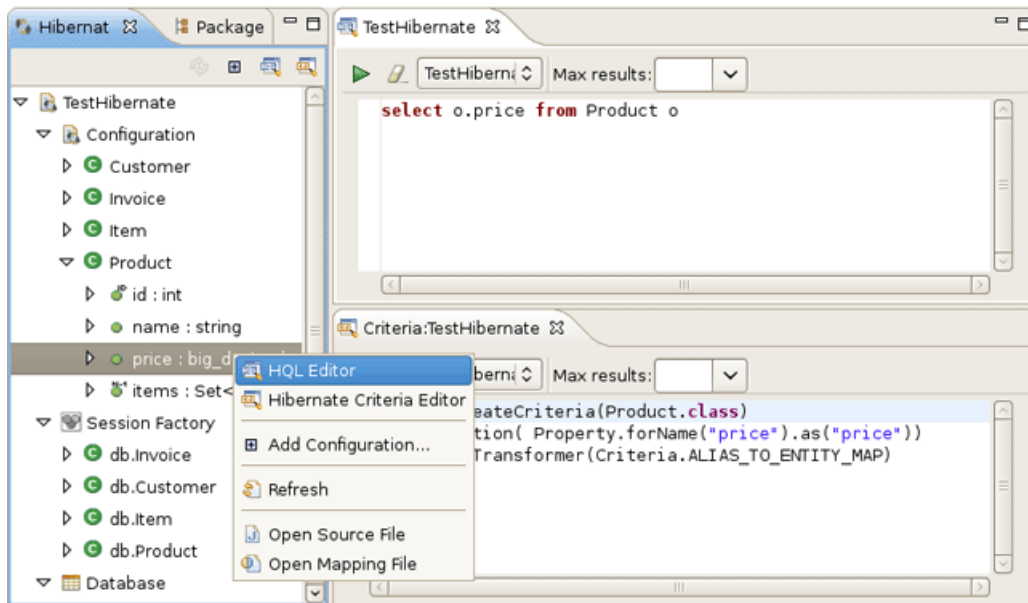 Hibernat
Package
TestHibernate
Configuration
Customer
Invoice
Item
Product
id : int
name : string
price :
items : Set<
Session Factory
db.Invoice
db.Customer
db.Item
db.Product
Database
HQL Editor
Hibernate Criteria Editor
Add Configuration...
Refresh
Open Source File
Open Mapping File
TestHibernate
TestHiberna Max results:
select o.price from Product o
Criteria:TestHibernate
berna Max results:
eateCriteria(Product.class)
tion( Property.forName("price").as("price"))
Transformer(Criteria.ALIAS_TO_ENTITY_MAP)